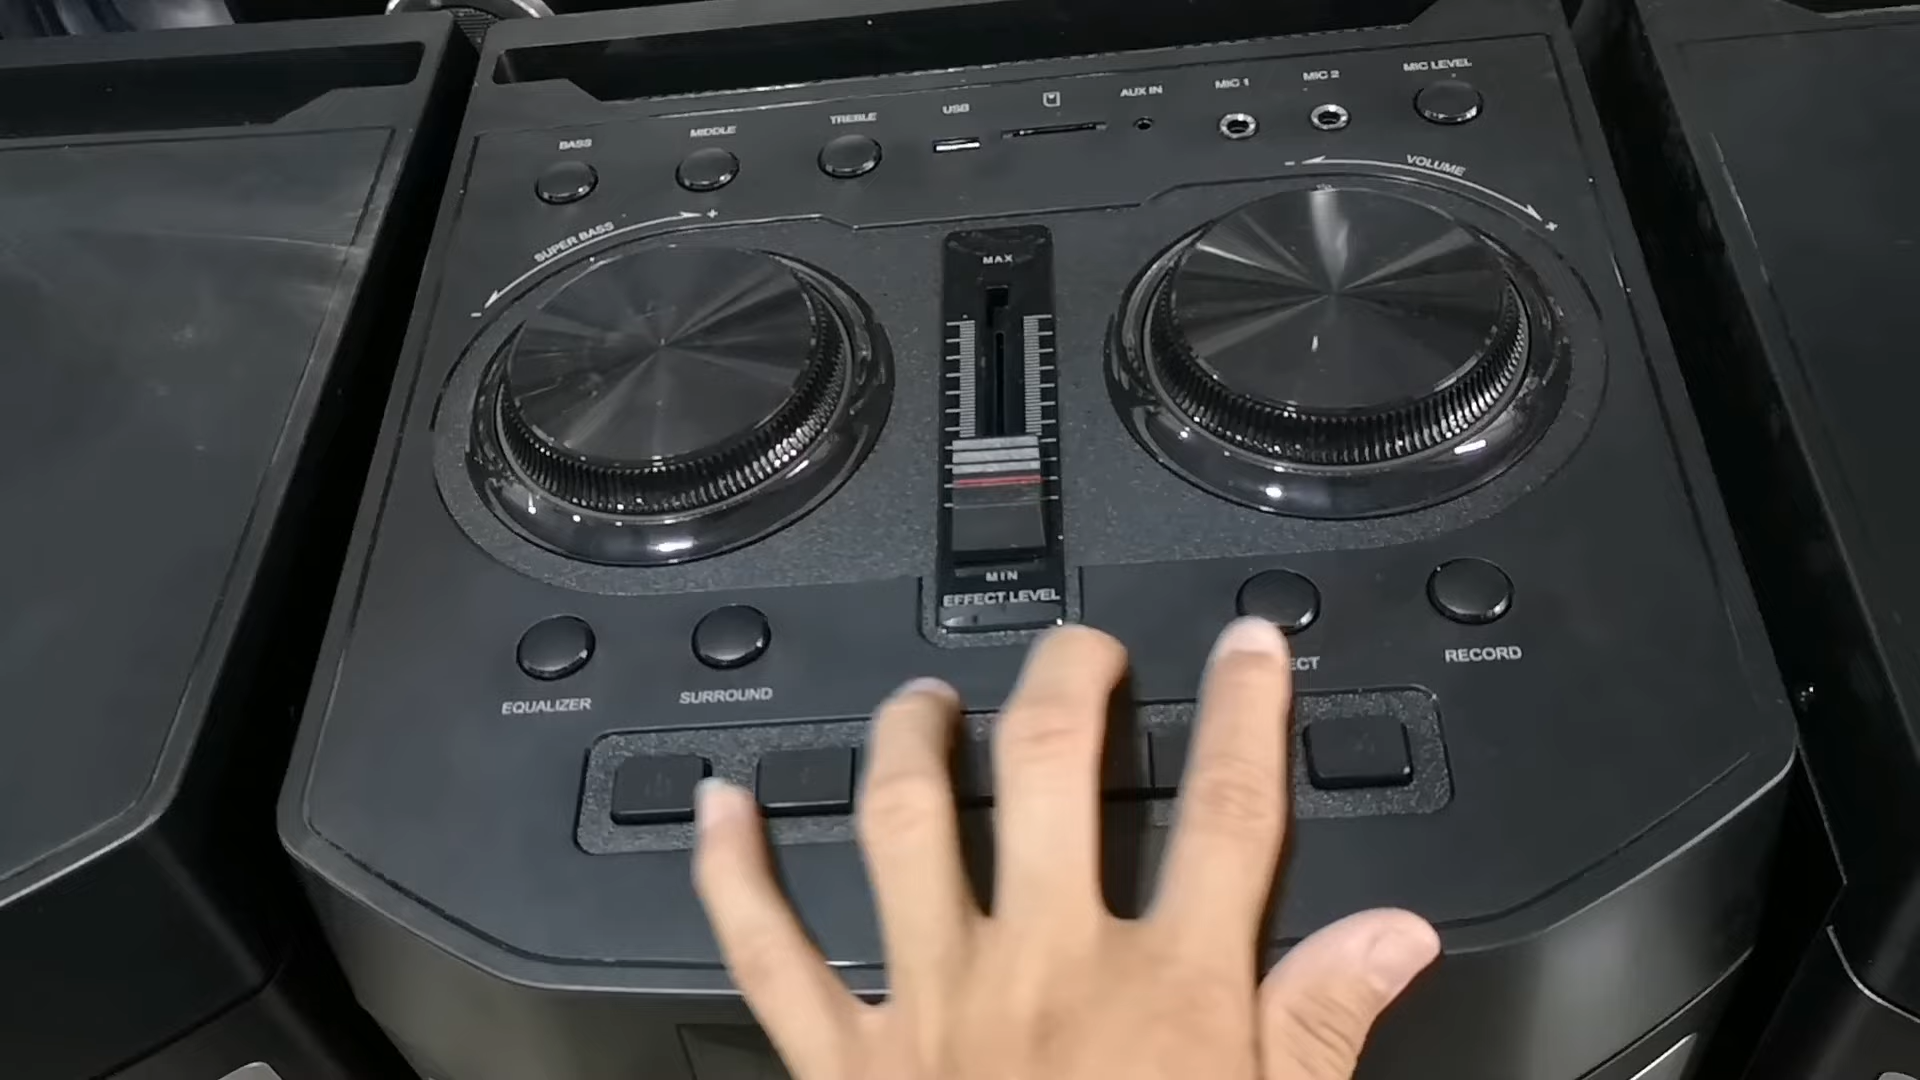 BASS
MIDDLE
TREBLE
USB
AUX IN
MIC 1
MIC 2
MIC LEVEL
- SUPER BASS +
- VOLUME +
MAX
MIN
EFFECT LEVEL
EQUALIZER
SURROUND
ECT
RECORD